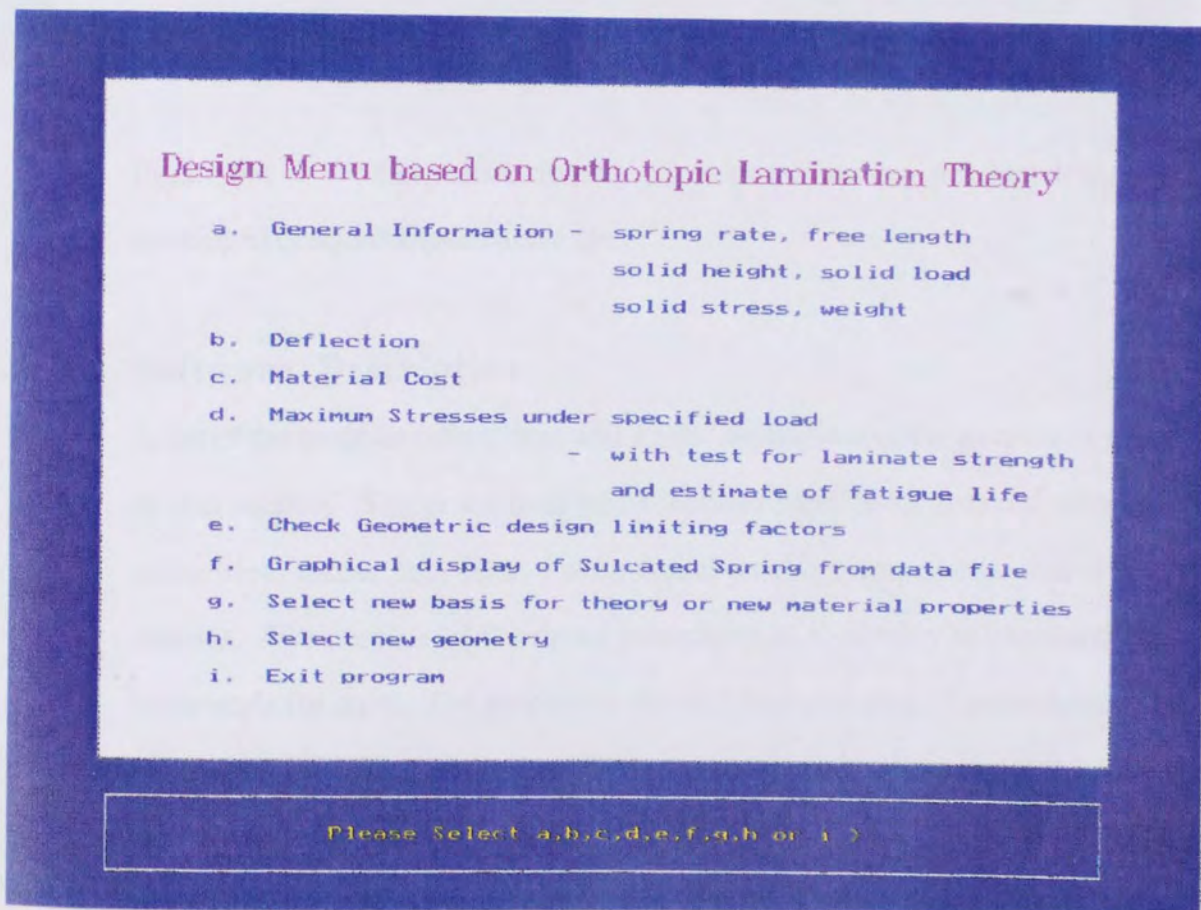 Design Menu based on Orthotopic Lamination Theory
a. General Information - spring rate, free length
solid height, solid load
solid stress, weight
b. Deflection
c. Material Cost
d. Maximum Stresses under specified load
- with test for laminate strength
and estimate of fatigue life
e. Check Geometric design limiting factors
f. Graphical display of Sulcated Spring from data file
g. Select new basis for theory or new material properties
h. Select new geometry
i. Exit program
Please Select a,b,c,d,e,f,g,h or i >